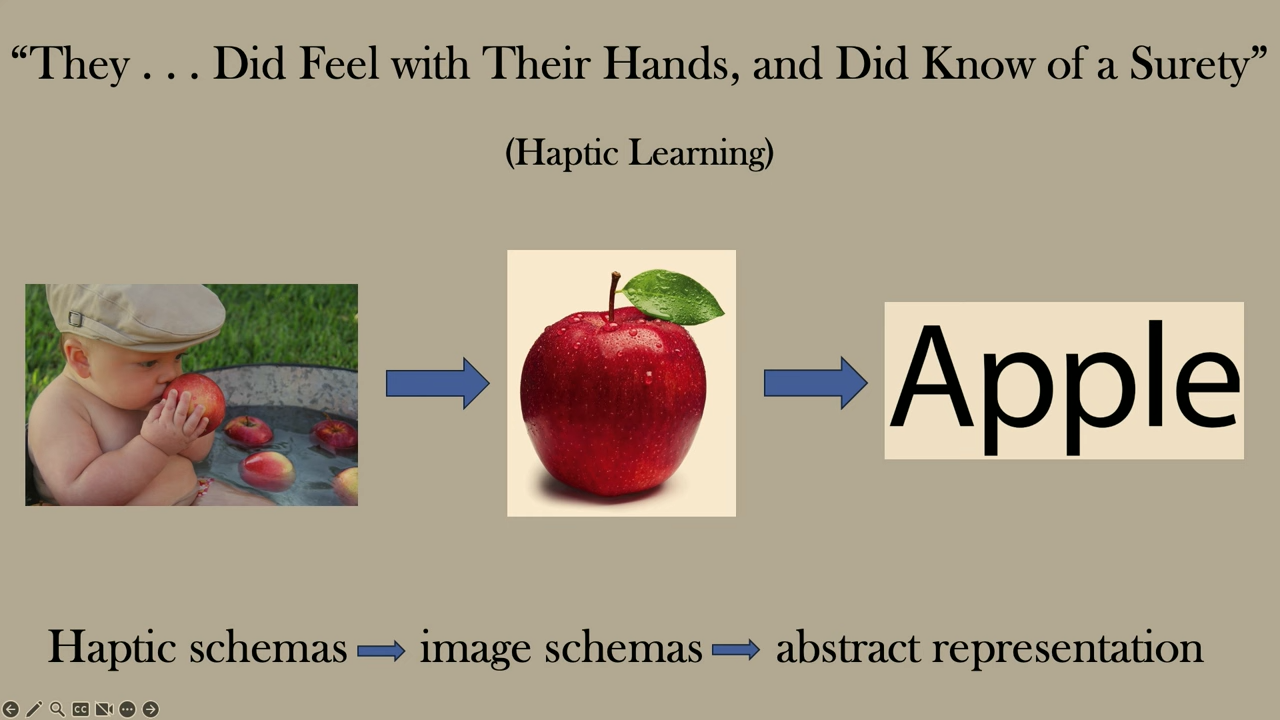 “They . . . Did Feel with Their Hands, and Did Know of a Surety”
(Haptic Learning)
Apple
Haptic schemas image schemas abstract representation
CC